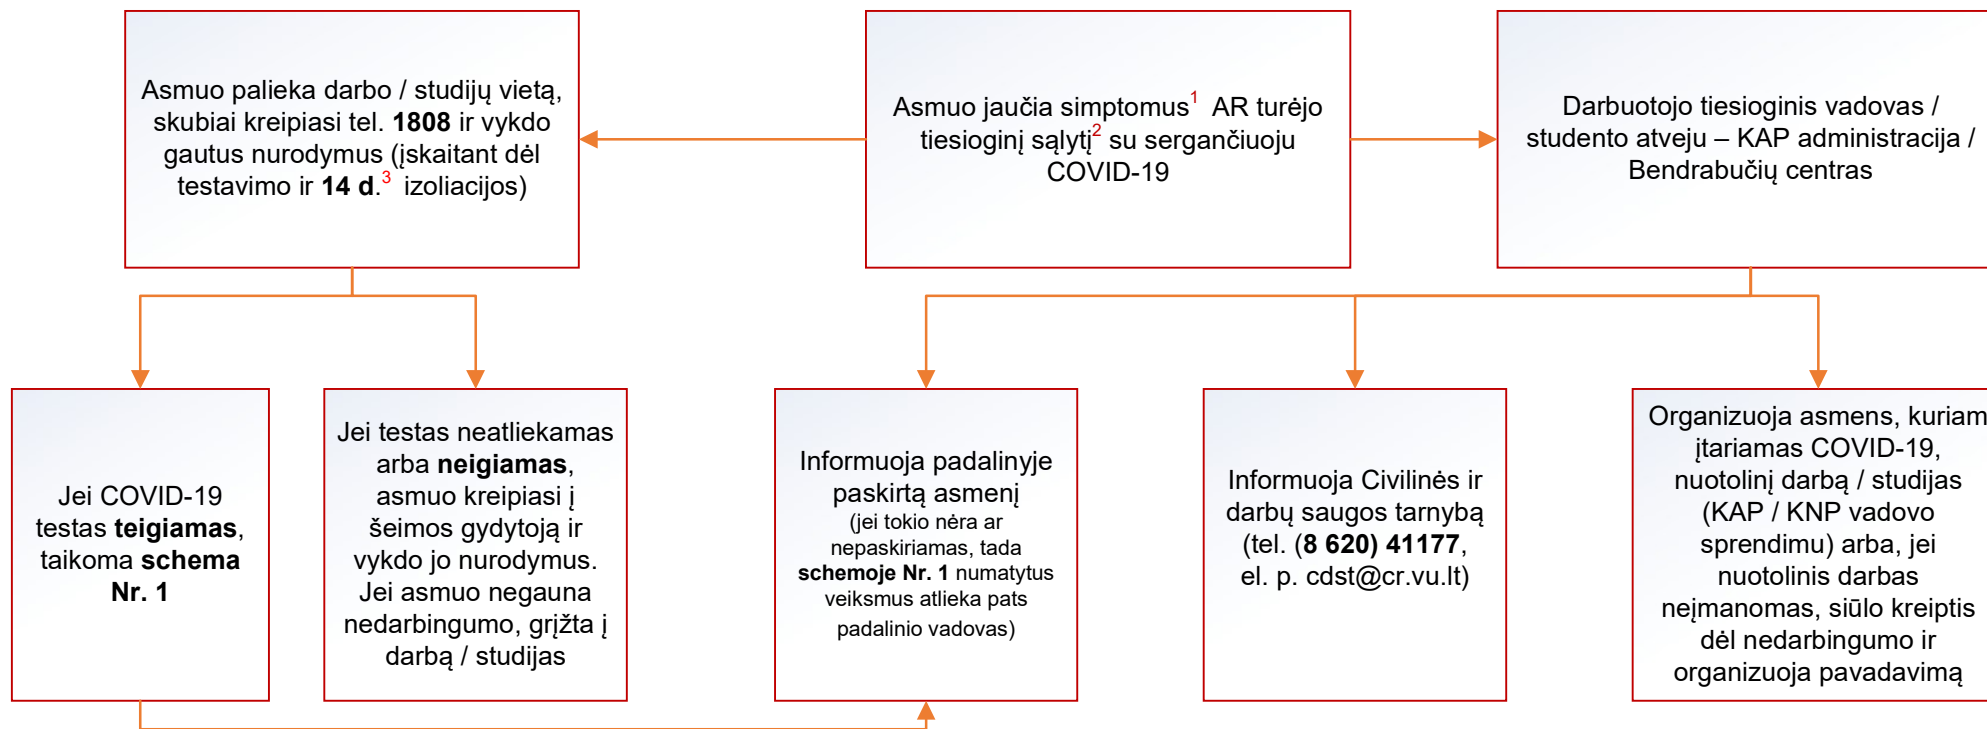 Asmuo palieka darbo / studijų vietą,
skubiai kreipiasi tel. 1808 ir vykdo
gautus nurodymus (įskaitant dėl
testavimo ir 14 d.3 izoliacijos)
Asmuo jaučia simptomus1 AR turėjo
tiesioginį sąlytį2 su sergančiuoju
COVID-19
Darbuotojo tiesioginis vadovas /
studento atveju – KAP administracija /
Bendrabučių centras
Jei COVID-19
testas teigiamas,
taikoma schema
Nr. 1
Jei testas neatliekamas
arba neigiamas,
asmuo kreipiasi į
šeimos gydytoją ir
vykdo jo nurodymus.
Jei asmuo negauna
nedarbingumo, grįžta į
darbą / studijas
Informuoja padalinyje
paskirtą asmenį
(jei tokio nėra ar
nepaskiriamas, tada
schemoje Nr. 1 numatytus
veiksmus atlieka pats
padalinio vadovas)
Informuoja Civilinės ir
darbų saugos tarnybą
(tel. (8 620) 41177,
el. p. cdst@cr.vu.lt)
Organizuoja asmens, kuriam
įtariamas COVID-19,
nuotolinį darbą / studijas
(KAP / KNP vadovo
sprendimu) arba, jei
nuotolinis darbas
neįmanomas, siūlo kreiptis
dėl nedarbingumo ir
organizuoja pavadavimą